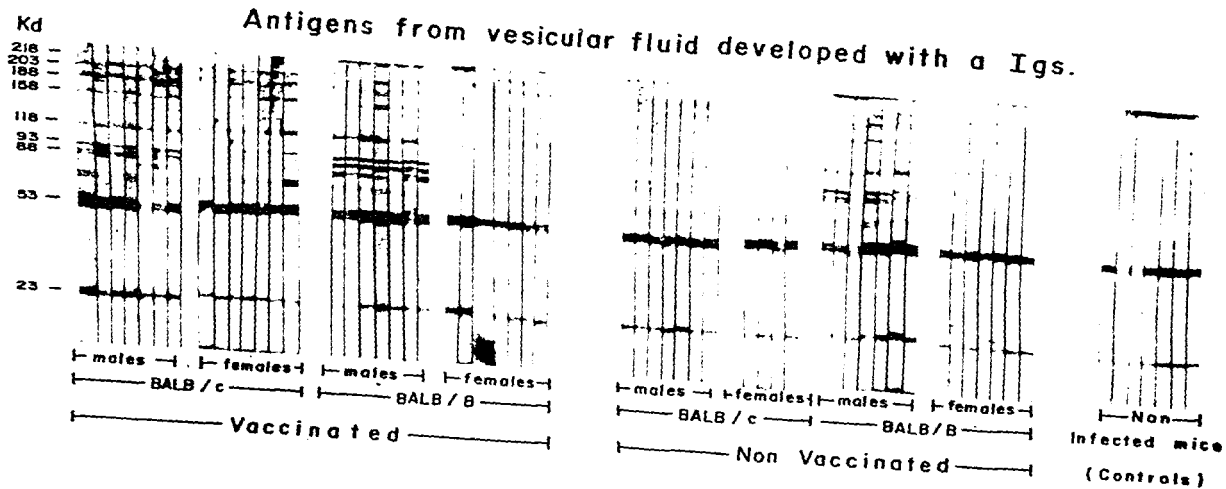 Antigens from vesicular fluid developed with a Igs.
Kd
218
203
188
158
118
93
88
53
23
males females males females
BALB/c BALB/B
Vaccinated
males females males females
BALB/c BALB/B
Non Vaccinated
Non
Infected mice
(Controls)